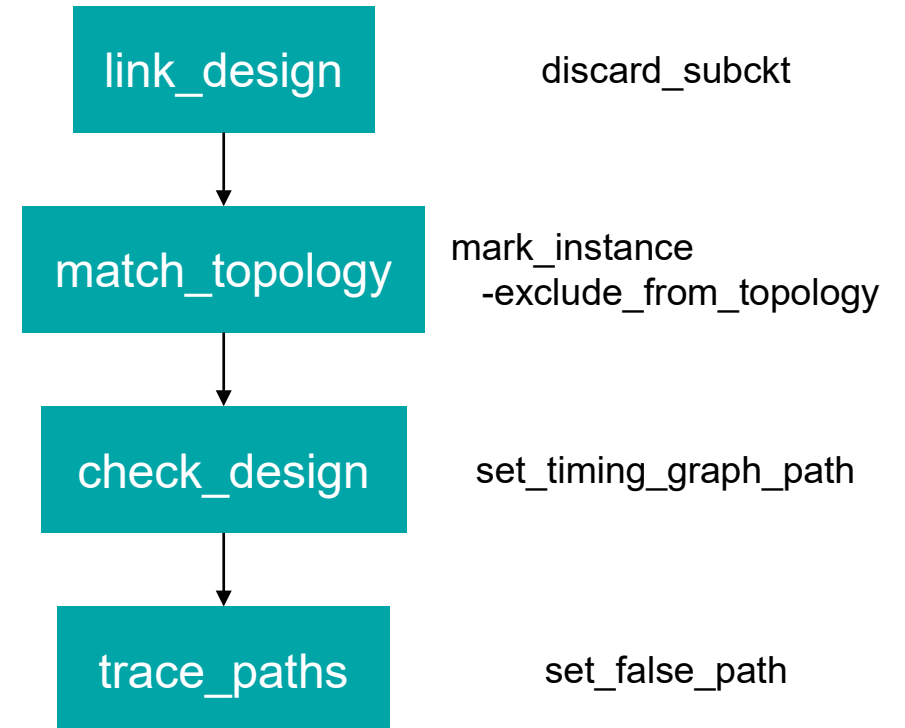 link_design
discard_subckt
match_topology
mark_instance
-exclude_from_topology
check_design
set_timing_graph_path
trace_paths
set_false_path